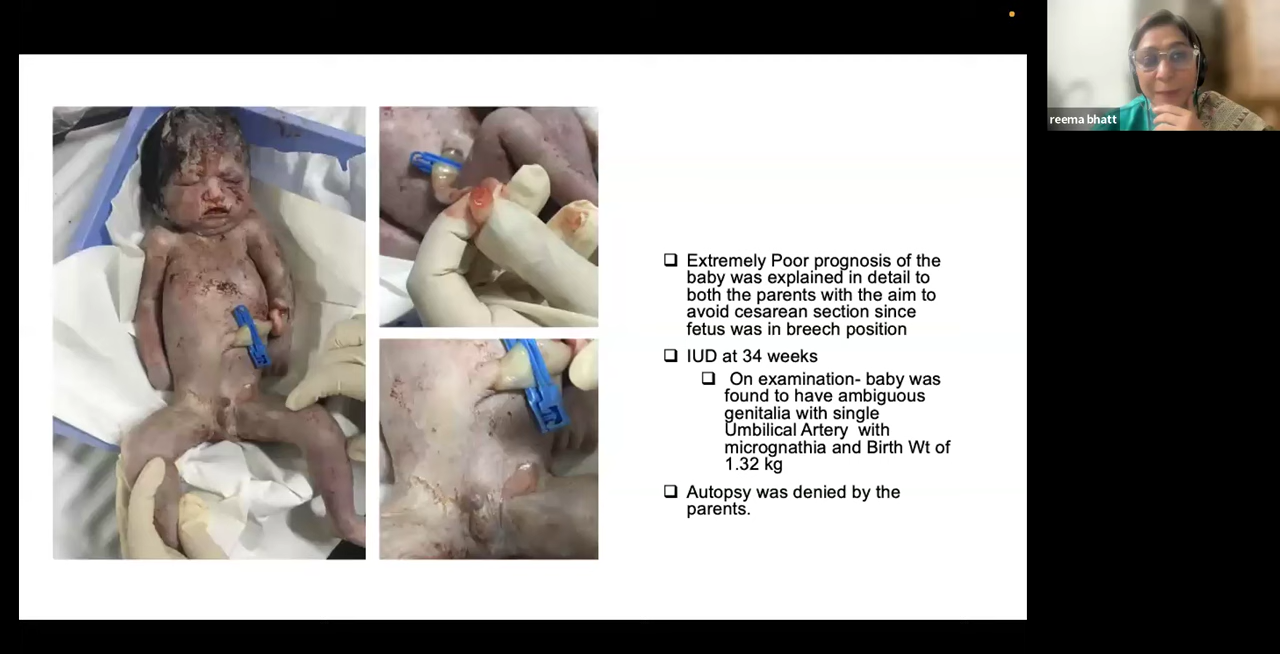 reema bhatt
Extremely Poor prognosis of the
baby was explained in detail to
both the parents with the aim to
avoid cesarean section since
fetus was in breech position
IUD at 34 weeks
On examination- baby was
found to have ambiguous
genitalia with single
Umbilical Artery with
micrognathia and Birth Wt of
1.32 kg
Autopsy was denied by the
parents.